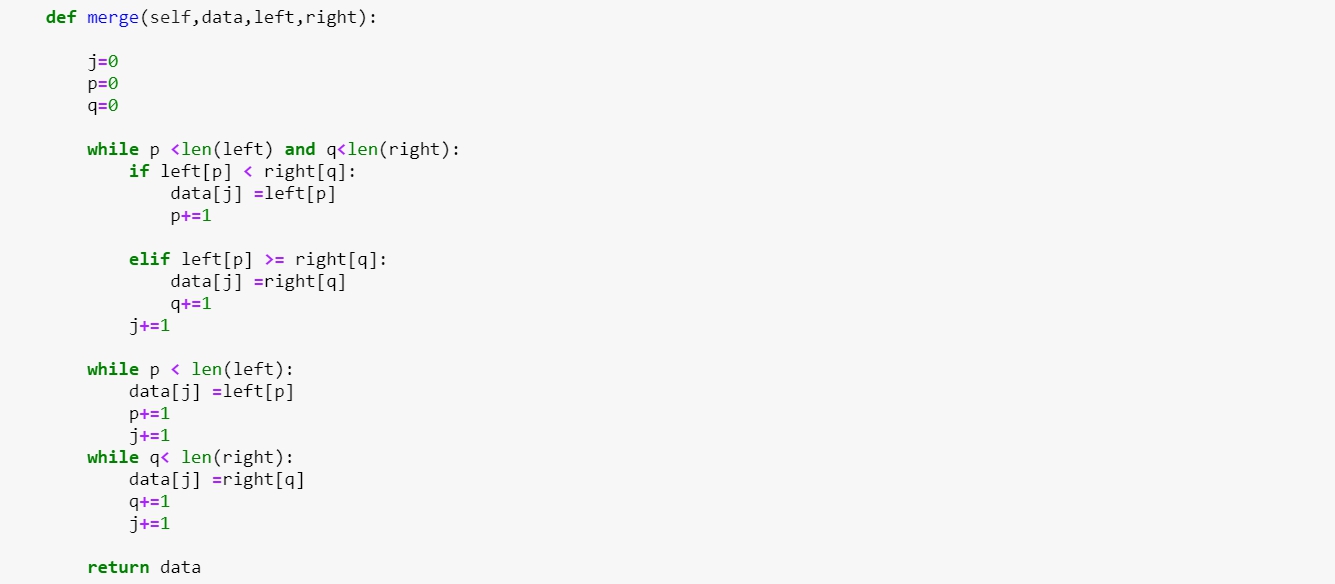 def merge(self,data,left,right):
j=0
p=0
q=0
while p <len(left) and q<len(right):
if left[p] < right[q]:
data[j] =left[p]
p+=1
elif left[p] >= right[q]:
data[j] =right[q]
q+=1
j+=1
while p < len(left):
data[j] =left[p]
p+=1
j+=1
while q< len(right):
data[j] =right[q]
q+=1
j+=1
return data